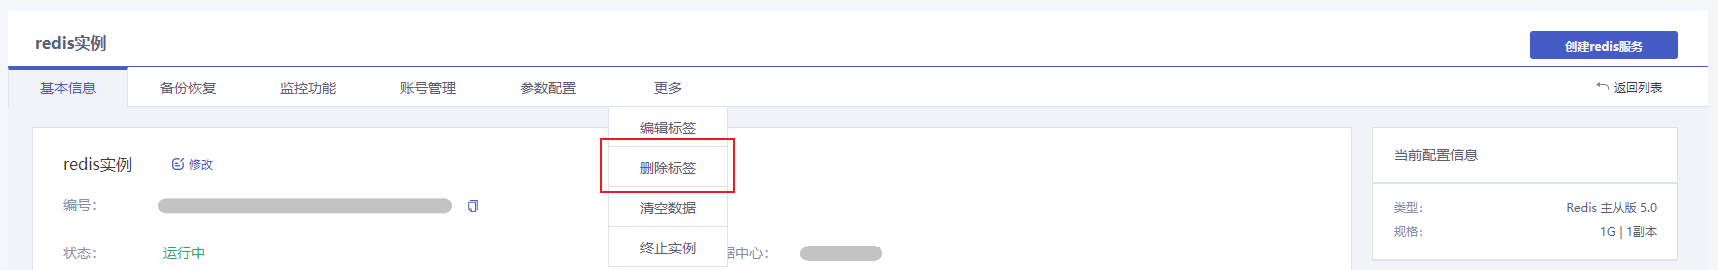 redis实例
创建redis服务
基本信息 备份恢复 监控功能 账号管理 参数配置 更多 返回列表
编辑标签
删除标签
清空数据
终止实例
redis实例 修改
编号：
状态： 运行中 据中心：
当前配置信息
类型： Redis 主从版 5.0
规格： 1G | 1副本